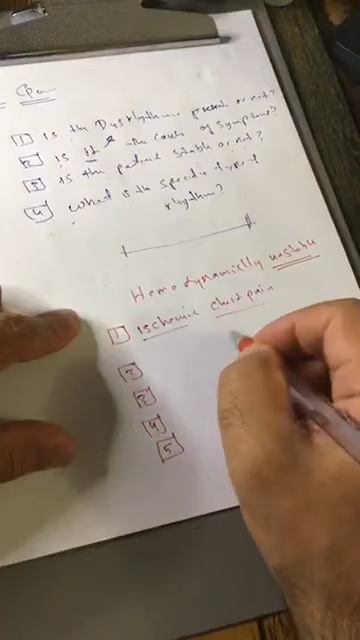 1 Is the Dysrhythmia present or not?
2 is it the cause of symptoms?
3 Is the patient stable or not?
4 What is the specific type of
rhythm?
Hemodynamically unstable
1 Ischemic chest pain
2
3
4
5